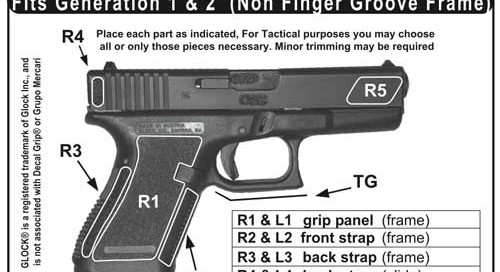 Fits Generation 1 & 2 (Non Finger Groove Frame)
Place each part as indicated, For Tactical purposes you may choose
all or only those pieces necessary. Minor trimming may be required
R4
R5
R3
R1
TG
GLOCK® is a registered trademark of Glock Inc., and
is not associated with Decal Grip® or Grupo Mercari
MADE IN AUSTRIA
R1 & L1 grip panel (frame)
R2 & L2 front strap (frame)
R3 & L3 back strap (frame)